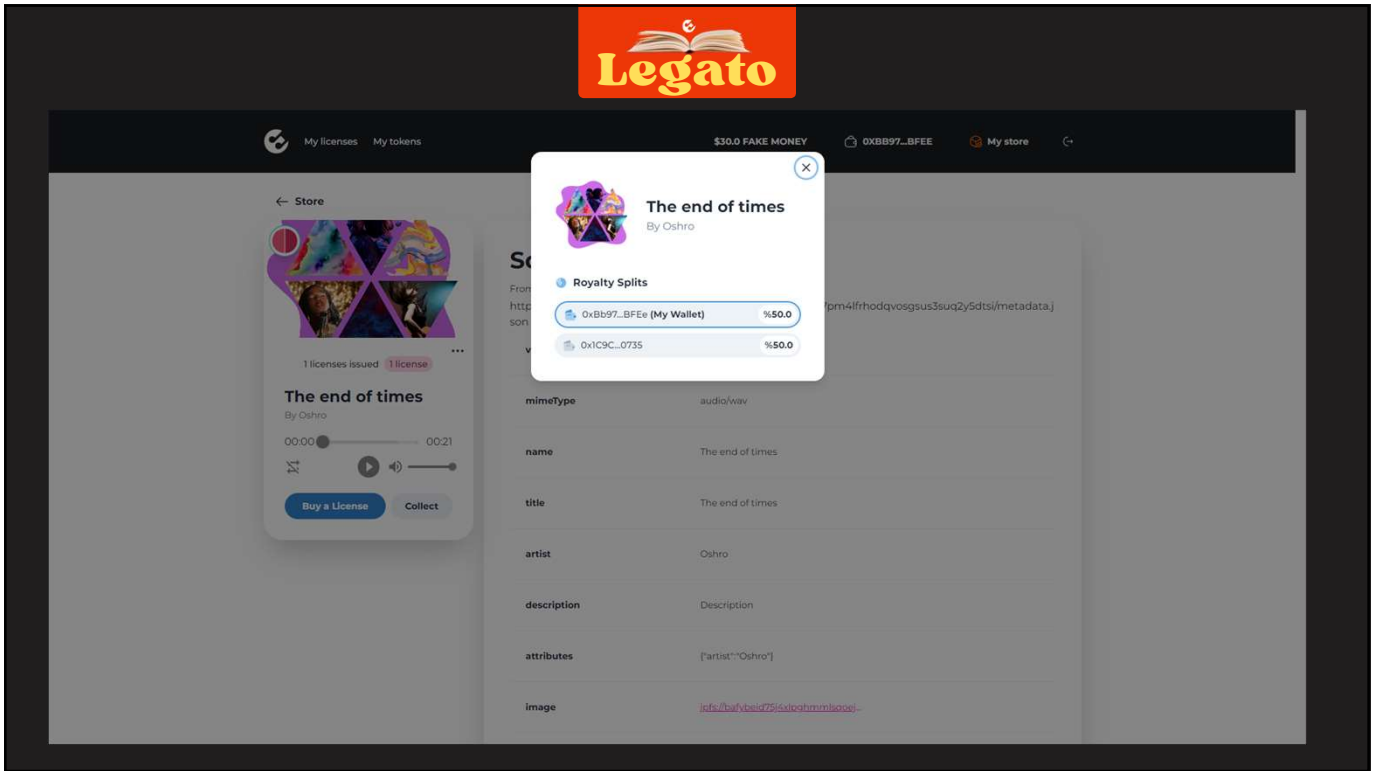 Legato
My licenses My tokens $30.0 FAKE MONEY 0XBB97...BFEE My store
← Store
The end of times
By Oshro
Royalty Splits
0xBb97...BFEe (My Wallet) %50.0
0x1C9C...0735 %50.0
1 licenses issued 1 license
The end of times
By Oshro
00:00 00:21
Buy a License Collect
From
http
7pm4lfrhodqvosgsus3suq2y5dtsi/metadata.j
son
mimeType audio/wav
name The end of times
title The end of times
artist Oshro
description Description
attributes {"artist":"Oshro"}
image